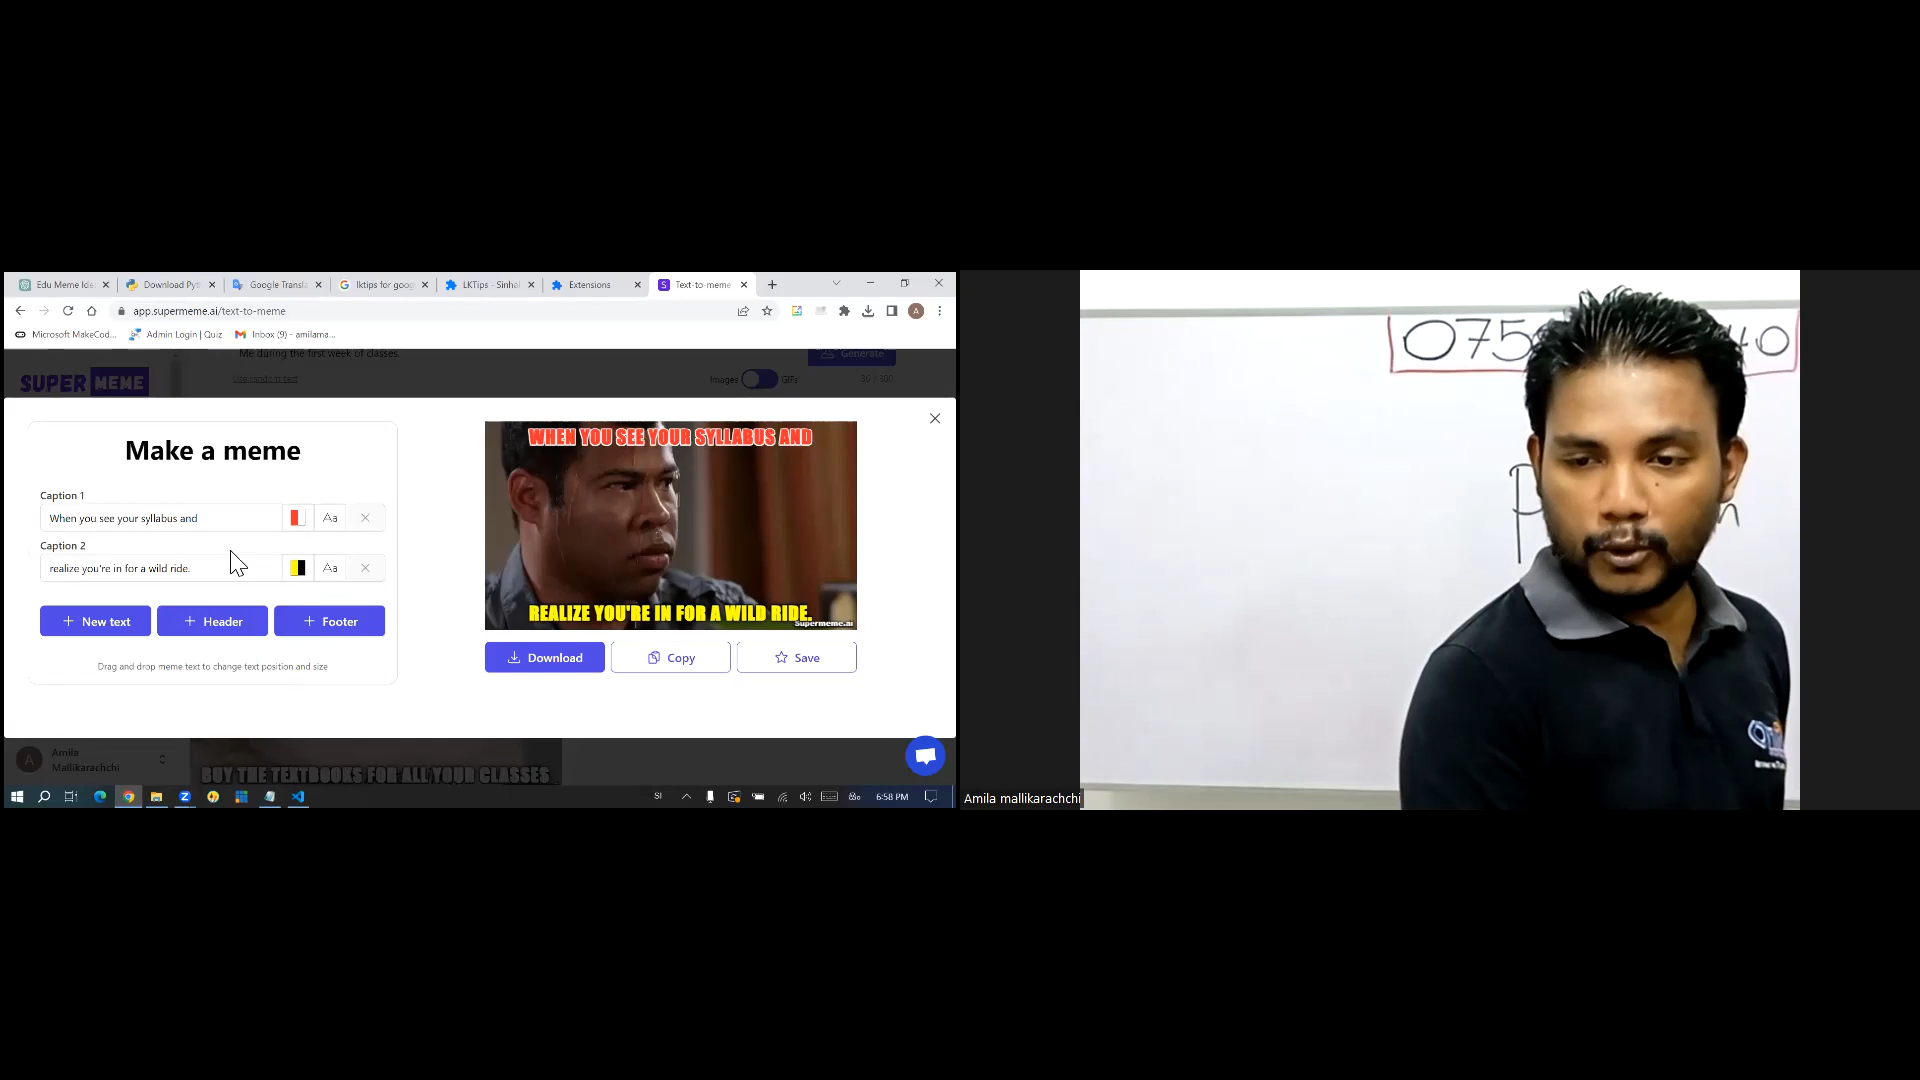 Edu Meme Ide
Download Pyt
Google Transla
lktips for goog
LKTips - Sinhal
Extensions
Text-to-meme
app.supermeme.ai/text-to-meme
A
Microsoft MakeCod...
Admin Login | Quiz
Inbox (9) - amilama...
Me during the first week of classes.
Generate
SUPER MEME
Use random text
Images
GIFs
36 / 300
Make a meme
Caption 1
When you see your syllabus and
Aa
Caption 2
realize you're in for a wild ride.
Aa
New text
Header
Footer
Drag and drop meme text to change text position and size
WHEN YOU SEE YOUR SYLLABUS AND
REALIZE YOU'RE IN FOR A WILD RIDE.
Supermeme.ai
Download
Copy
Save
A
Amila
Mallikarachchi
BUY THE TEXTBOOKS FOR ALL YOUR CLASSES
SI
6:58 PM
075
40
P
n
Amila mallikarachchi